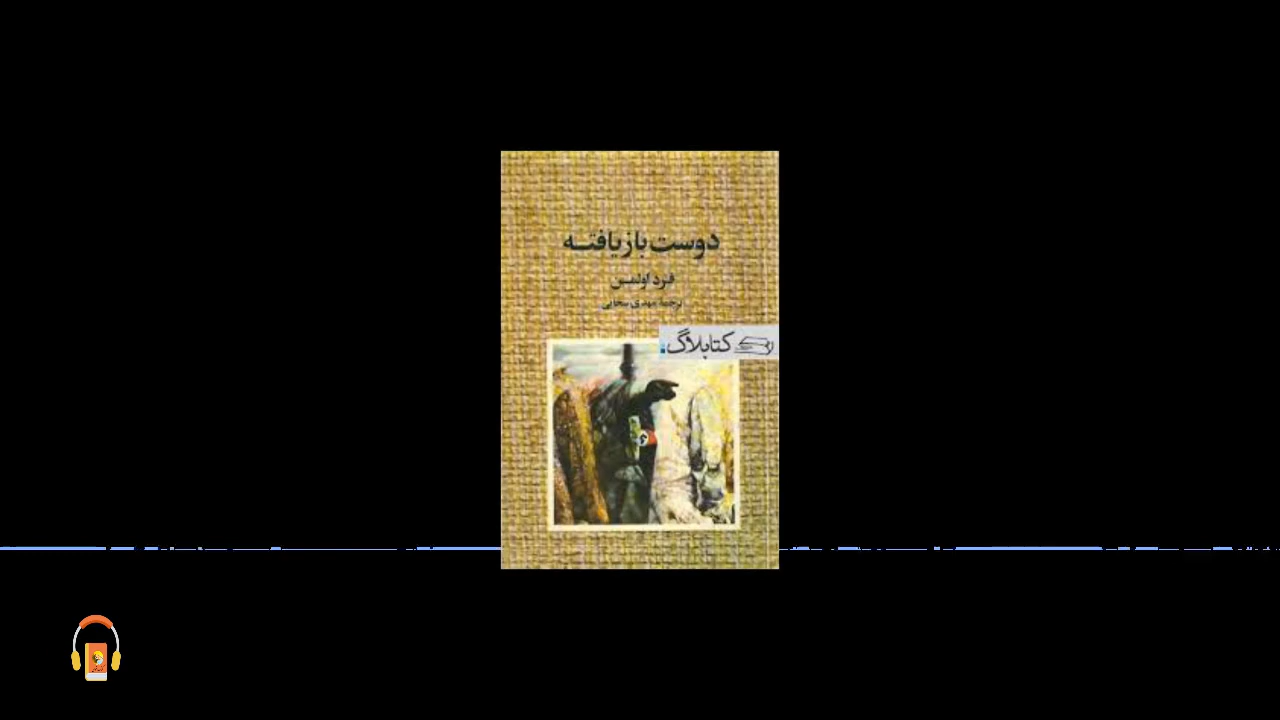 دوست بازیافته
فرد اولمن
ترجمه مهدی سحابی
کتابلاگ